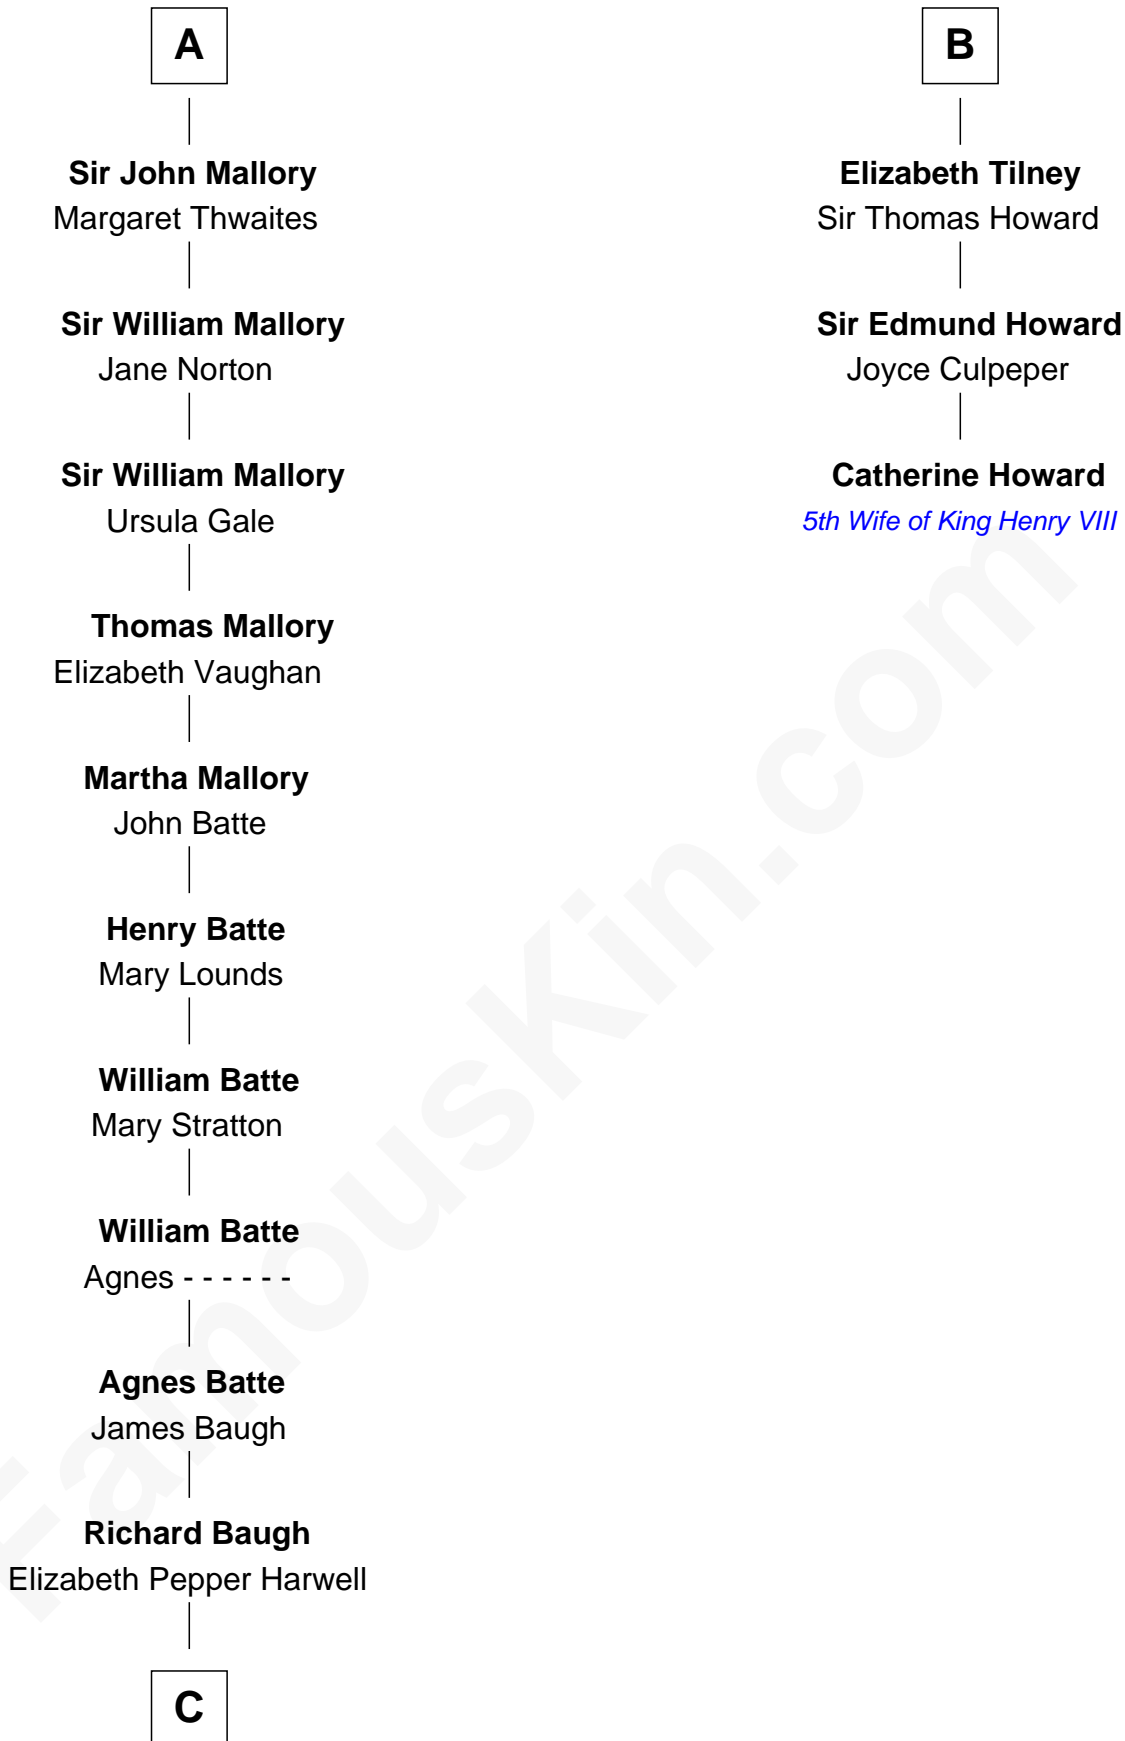 A
Sir John Mallory
Margaret Thwaites
Sir William Mallory
Jane Norton
Sir William Mallory
Ursula Gale
Thomas Mallory
Elizabeth Vaughan
Martha Mallory
John Batte
Henry Batte
Mary Lounds
William Batte
Mary Stratton
William Batte
Agnes - - - - - -
Agnes Batte
James Baugh
Richard Baugh
Elizabeth Pepper Harwell
C
B
Elizabeth Tilney
Sir Thomas Howard
Sir Edmund Howard
Joyce Culpeper
Catherine Howard
5th Wife of King Henry VIII
FamousKin.com